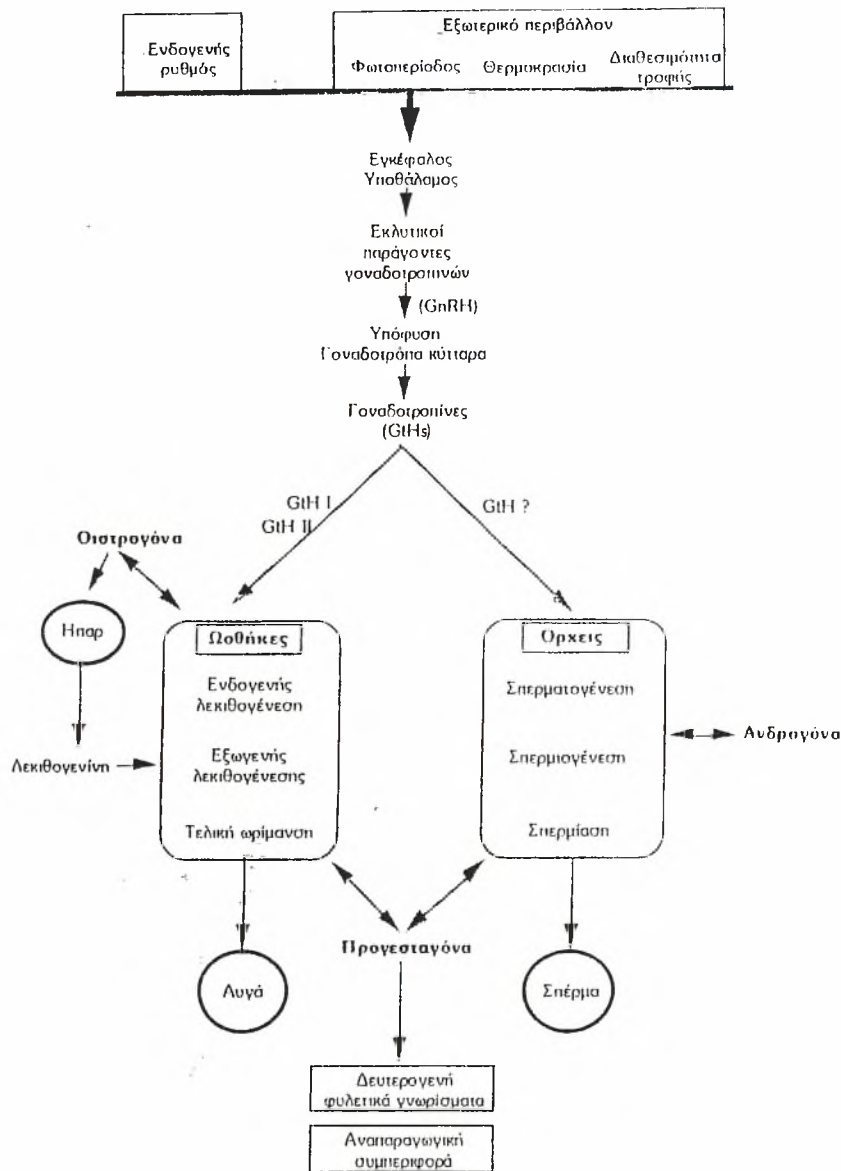 Ενδογενής
ρυθμός
Εξωτερικό περιβάλλον
Φωτοπερίοδος Θερμοκρασία Διαθεσιμότητα
τροφής
Εγκέφαλος
Υποθάλαμος
Εκλυτικοί
παράγοντες
γοναδοτροπινών
(GnRH)
Υπόφυση
Γοναδοτρόπα κύτταρα
Γοναδοτροπίνες
(GtHs)
GtH I
GtH II
GtH ?
Οιστρογόνα
Ηπαρ
Λεκιθογενίνη
Ωοθήκες
Ενδογενής
λεκιθογένεση
Εξωγενής
λεκιθογένεσης
Τελική ωρίμανση
Ορχεις
Σπερματογένεση
Σπερμιογένεση
Σπερμίαση
Ανδρογόνα
Προγεσταγόνα
Αυγά
Σπέρμα
Δευτερογενή
φυλετικά γνωρίσματα
Αναπαραγωγική
συμπεριφορά